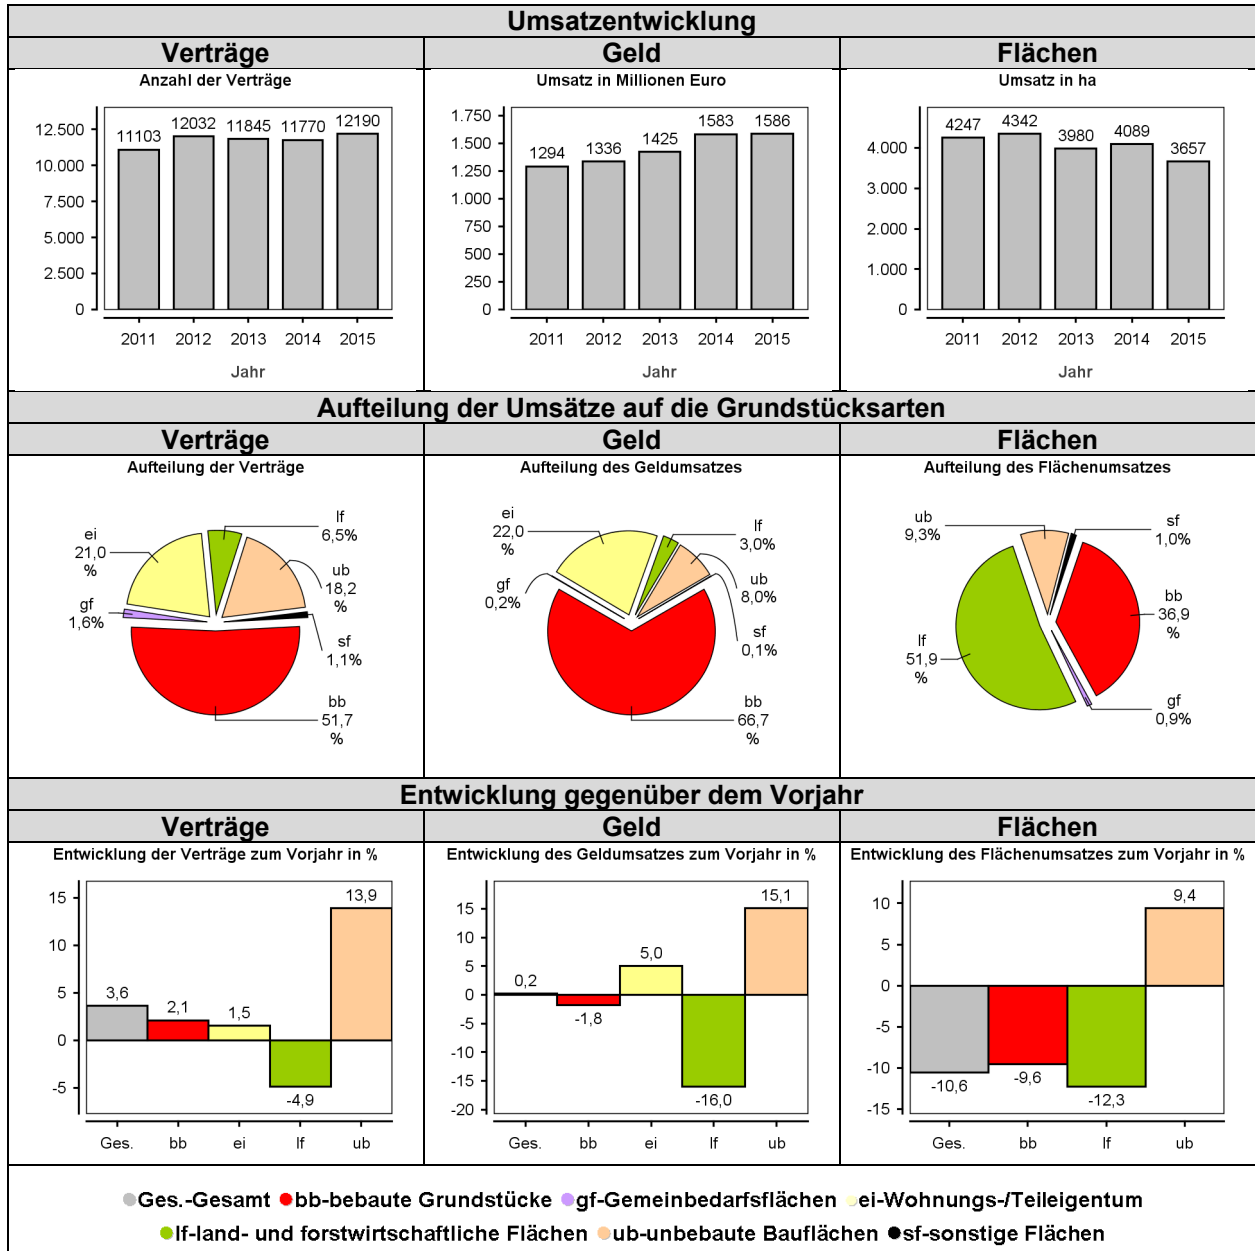 Umsatzentwicklung
Verträge
Geld
Flächen
Anzahl der Verträge
12.500
10.000
7.500
5.000
2.500
0
11103
12032
11845
11770
12190
2011
2012
2013
2014
2015
Jahr
Umsatz in Millionen Euro
1.750
1.500
1.250
1.000
750
500
250
0
1294
1336
1425
1583
1586
2011
2012
2013
2014
2015
Jahr
Umsatz in ha
4.000
3.000
2.000
1.000
0
4247
4342
3980
4089
3657
2011
2012
2013
2014
2015
Jahr
Aufteilung der Umsätze auf die Grundstücksarten
Verträge
Geld
Flächen
Aufteilung der Verträge
lf
6,5%
ei
21,0
%
ub
18,2
%
gf
1,6%
sf
1,1%
bb
51,7
%
Aufteilung des Geldumsatzes
ei
22,0
%
lf
3,0%
ub
8,0%
gf
0,2%
sf
0,1%
bb
66,7
%
Aufteilung des Flächenumsatzes
ub
9,3%
sf
1,0%
bb
36,9
%
lf
51,9
%
gf
0,9%
Entwicklung gegenüber dem Vorjahr
Verträge
Geld
Flächen
Entwicklung der Verträge zum Vorjahr in %
15
10
5
0
-5
3,6
2,1
1,5
-4,9
13,9
Ges.
bb
ei
lf
ub
Entwicklung des Geldumsatzes zum Vorjahr in %
15
10
5
0
-5
-10
-15
-20
0,2
-1,8
5,0
-16,0
15,1
Ges.
bb
ei
lf
ub
Entwicklung des Flächenumsatzes zum Vorjahr in %
10
5
0
-5
-10
-15
-10,6
-9,6
-12,3
9,4
Ges.
bb
lf
ub
Ges.-Gesamt bb-bebaute Grundstücke gf-Gemeinbedarfsflächen ei-Wohnungs-/Teileigentum
lf-land- und forstwirtschaftliche Flächen ub-unbebaute Bauflächen sf-sonstige Flächen